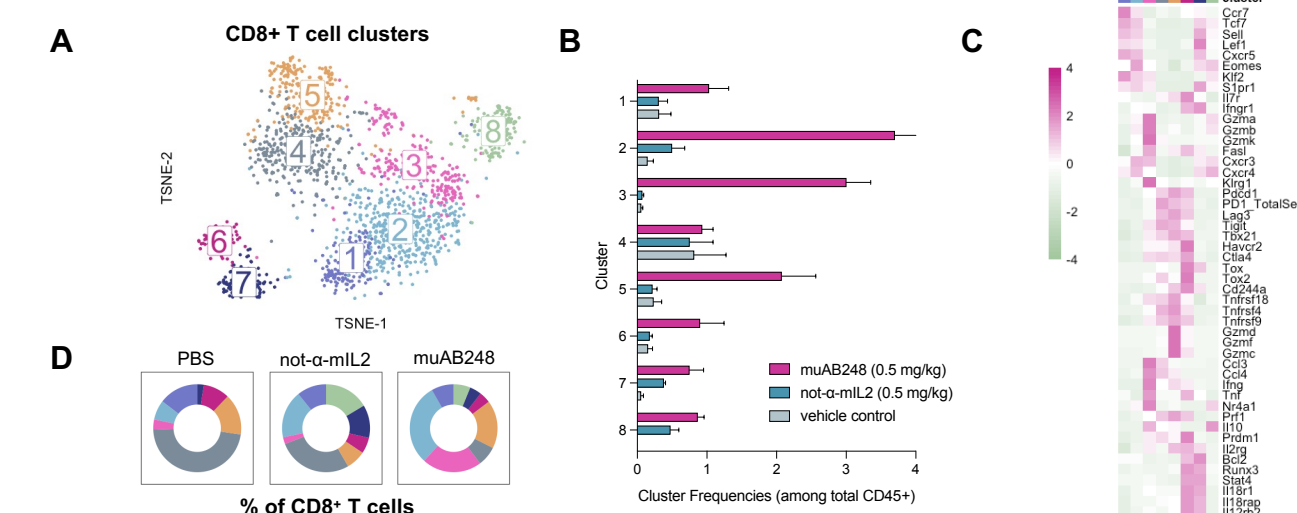 A
CD8+ T cell clusters
5
4
8
3
2
6
1
7
TSNE-2
TSNE-1
B
Cluster
1
2
3
4
5
6
7
8
muAB248 (0.5 mg/kg)
not-α-mIL2 (0.5 mg/kg)
vehicle control
0 1 2 3 4
Cluster Frequencies (among total CD45+)
C
4
2
0
-2
-4
Ccr7
Tcf7
Sell
Lef1
Cxcr5
Eomes
Klf2
S1pr1
Il7r
Ifngr1
Gzma
Gzmb
Gzmk
Fasl
Cxcr3
Cxcr4
Klrg1
Pdcd1
PD1_TotalSe
Lag3
Tigit
Tbx21
Havcr2
Ctla4
Tox
Tox2
Cd244a
Tnfrsf18
Tnfrsf4
Tnfrsf9
Gzmd
Gzmf
Gzmc
Ccl3
Ccl4
Ifng
Tnf
Nr4a1
Prf1
Il10
Prdm1
Il2rg
Bcl2
Runx3
Stat4
Il18r1
Il18rap
D
PBS
not-α-mIL2
muAB248
% of CD8+ T cells